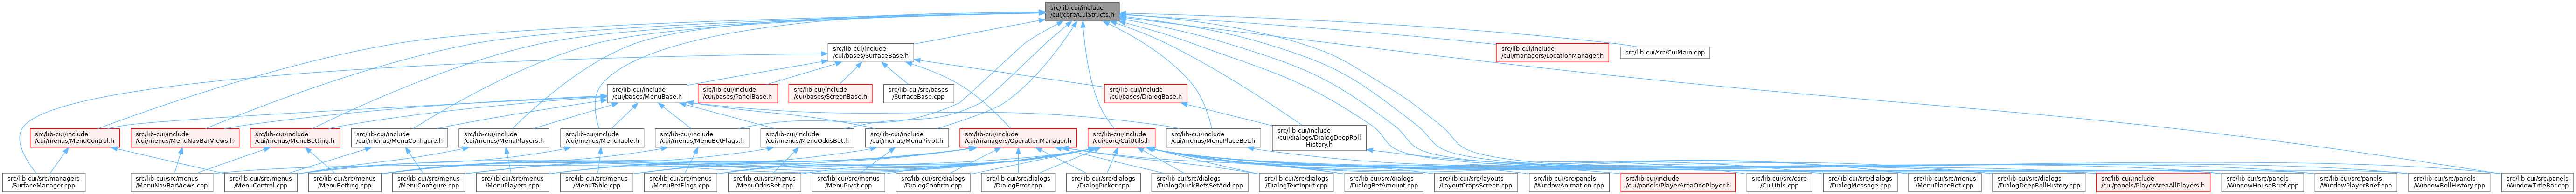 src/lib-cui/include
/cui/core/CuiStructs.h
src/lib-cui/include
/cui/bases/SurfaceBase.h
src/lib-cui/include
/cui/managers/LocationManager.h
src/lib-cui/src/CuiMain.cpp
src/lib-cui/include
/cui/bases/MenuBase.h
src/lib-cui/include
/cui/bases/PanelBase.h
src/lib-cui/include
/cui/bases/ScreenBase.h
src/lib-cui/src/bases
/SurfaceBase.cpp
src/lib-cui/include
/cui/bases/DialogBase.h
src/lib-cui/include
/cui/menus/MenuControl.h
src/lib-cui/include
/cui/menus/MenuNavBarViews.h
src/lib-cui/include
/cui/menus/MenuBetting.h
src/lib-cui/include
/cui/menus/MenuConfigure.h
src/lib-cui/include
/cui/menus/MenuPlayers.h
src/lib-cui/include
/cui/menus/MenuTable.h
src/lib-cui/include
/cui/menus/MenuBetFlags.h
src/lib-cui/include
/cui/menus/MenuOddsBet.h
src/lib-cui/include
/cui/menus/MenuPivot.h
src/lib-cui/include
/cui/managers/OperationManager.h
src/lib-cui/include
/cui/core/CuiUtils.h
src/lib-cui/include
/cui/menus/MenuPlaceBet.h
src/lib-cui/include
/cui/dialogs/DialogDeepRoll
History.h
src/lib-cui/src/managers
/SurfaceManager.cpp
src/lib-cui/src/menus
/MenuNavBarViews.cpp
src/lib-cui/src/menus
/MenuControl.cpp
src/lib-cui/src/menus
/MenuBetting.cpp
src/lib-cui/src/menus
/MenuConfigure.cpp
src/lib-cui/src/menus
/MenuPlayers.cpp
src/lib-cui/src/menus
/MenuTable.cpp
src/lib-cui/src/menus
/MenuBetFlags.cpp
src/lib-cui/src/menus
/MenuOddsBet.cpp
src/lib-cui/src/menus
/MenuPivot.cpp
src/lib-cui/src/dialogs
/DialogConfirm.cpp
src/lib-cui/src/dialogs
/DialogError.cpp
src/lib-cui/src/dialogs
/DialogPicker.cpp
src/lib-cui/src/dialogs
/DialogQuickBetsSetAdd.cpp
src/lib-cui/src/dialogs
/DialogTextInput.cpp
src/lib-cui/src/dialogs
/DialogBetAmount.cpp
src/lib-cui/src/layouts
/LayoutCrapsScreen.cpp
src/lib-cui/src/panels
/WindowAnimation.cpp
src/lib-cui/include
/cui/panels/PlayerAreaOnePlayer.h
src/lib-cui/src/core
/CuiUtils.cpp
src/lib-cui/src/dialogs
/DialogMessage.cpp
src/lib-cui/src/menus
/MenuPlaceBet.cpp
src/lib-cui/src/dialogs
/DialogDeepRollHistory.cpp
src/lib-cui/include
/cui/panels/PlayerAreaAllPlayers.h
src/lib-cui/src/panels
/WindowHouseBrief.cpp
src/lib-cui/src/panels
/WindowPlayerBrief.cpp
src/lib-cui/src/panels
/WindowRollHistory.cpp
src/lib-cui/src/panels
/WindowTitleBanner.cpp